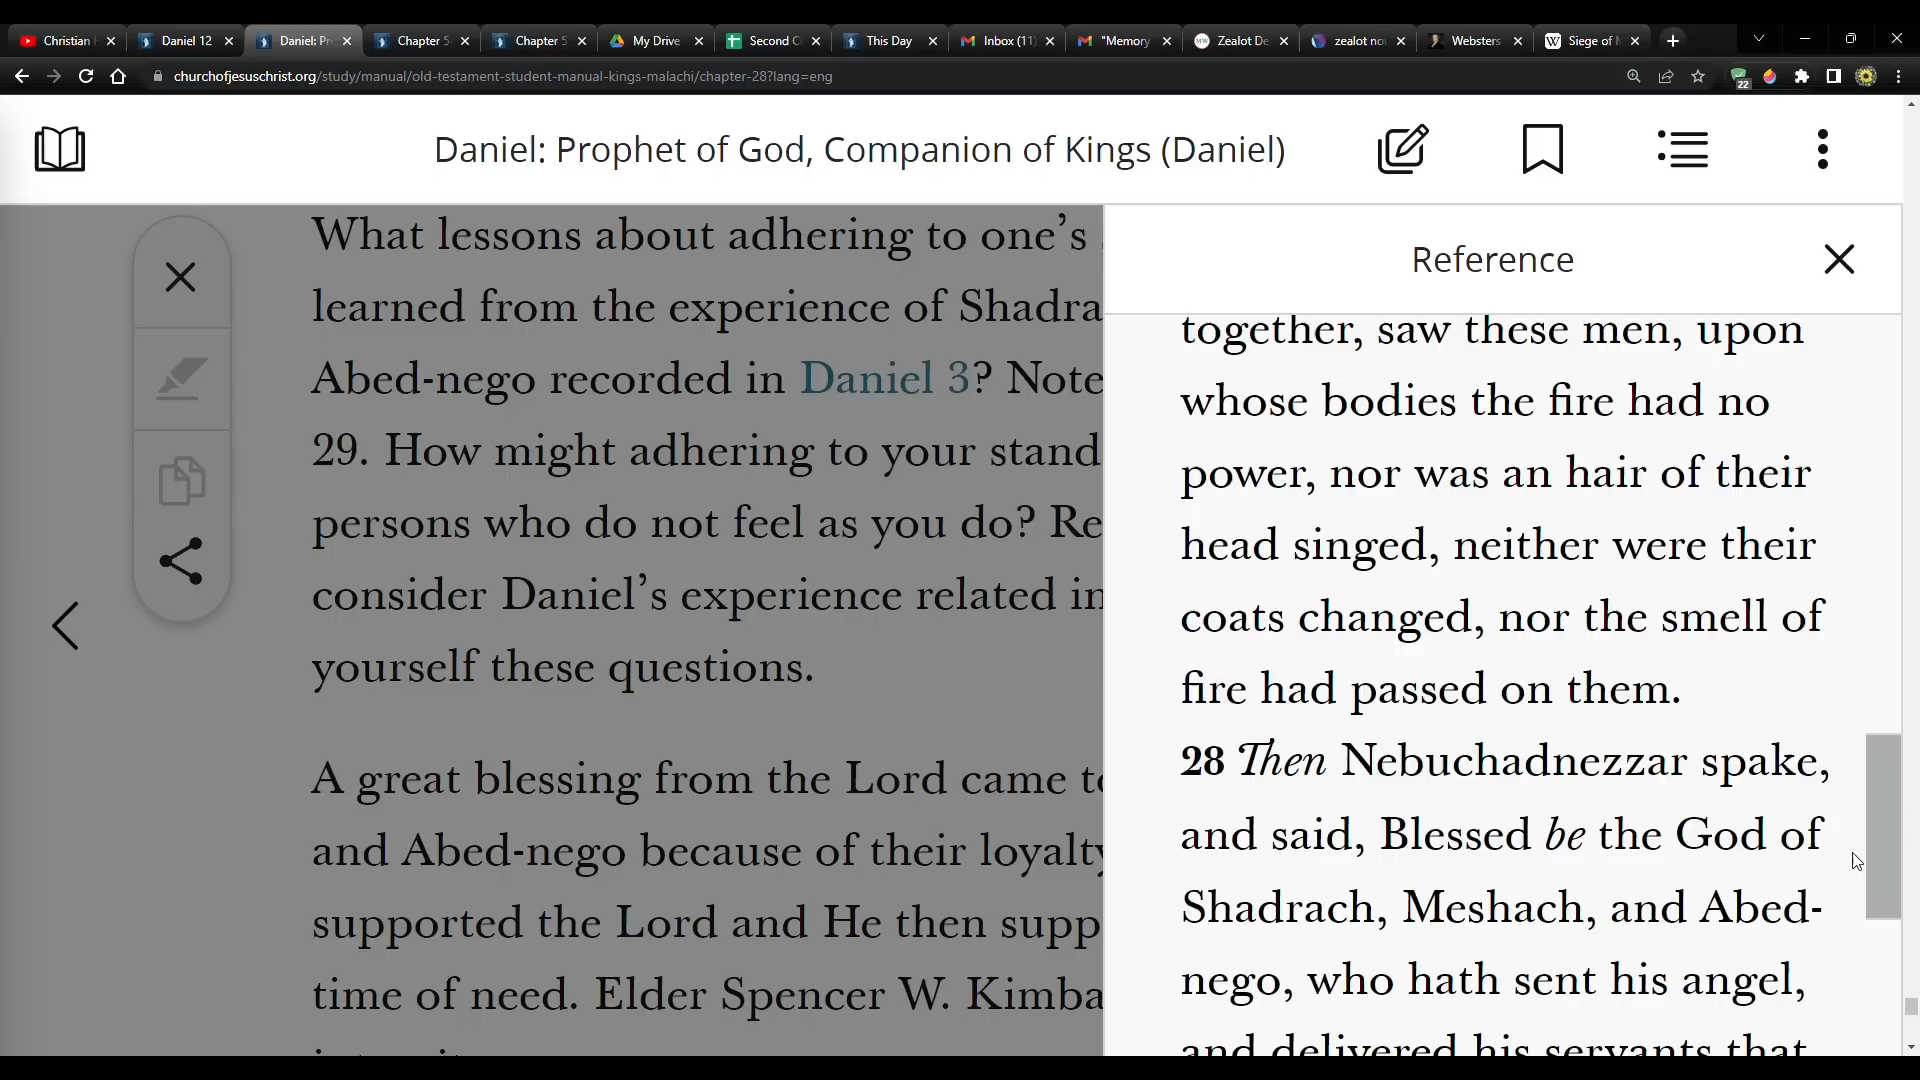 Christian
Daniel 12
Daniel: Pr
Chapter 5
Chapter 5
My Drive
Second C
This Day
Inbox (11
"Memory
Zealot De
zealot no
Websters
Siege of
churchofjesuschrist.org/study/manual/old-testament-student-manual-kings-malachi/chapter-28?lang=eng
22
Daniel: Prophet of God, Companion of Kings (Daniel)
What lessons about adhering to one's
learned from the experience of Shadra
Abed-nego recorded in Daniel 3? Note
29. How might adhering to your stand
persons who do not feel as you do? Re
consider Daniel's experience related in
yourself these questions.
A great blessing from the Lord came to
and Abed-nego because of their loyalty
supported the Lord and He then supp
time of need. Elder Spencer W. Kimba
Reference
together, saw these men, upon
whose bodies the fire had no
power, nor was an hair of their
head singed, neither were their
coats changed, nor the smell of
fire had passed on them.
28 Then Nebuchadnezzar spake,
and said, Blessed be the God of
Shadrach, Meshach, and Abed-
nego, who hath sent his angel,
and delivered his servants that